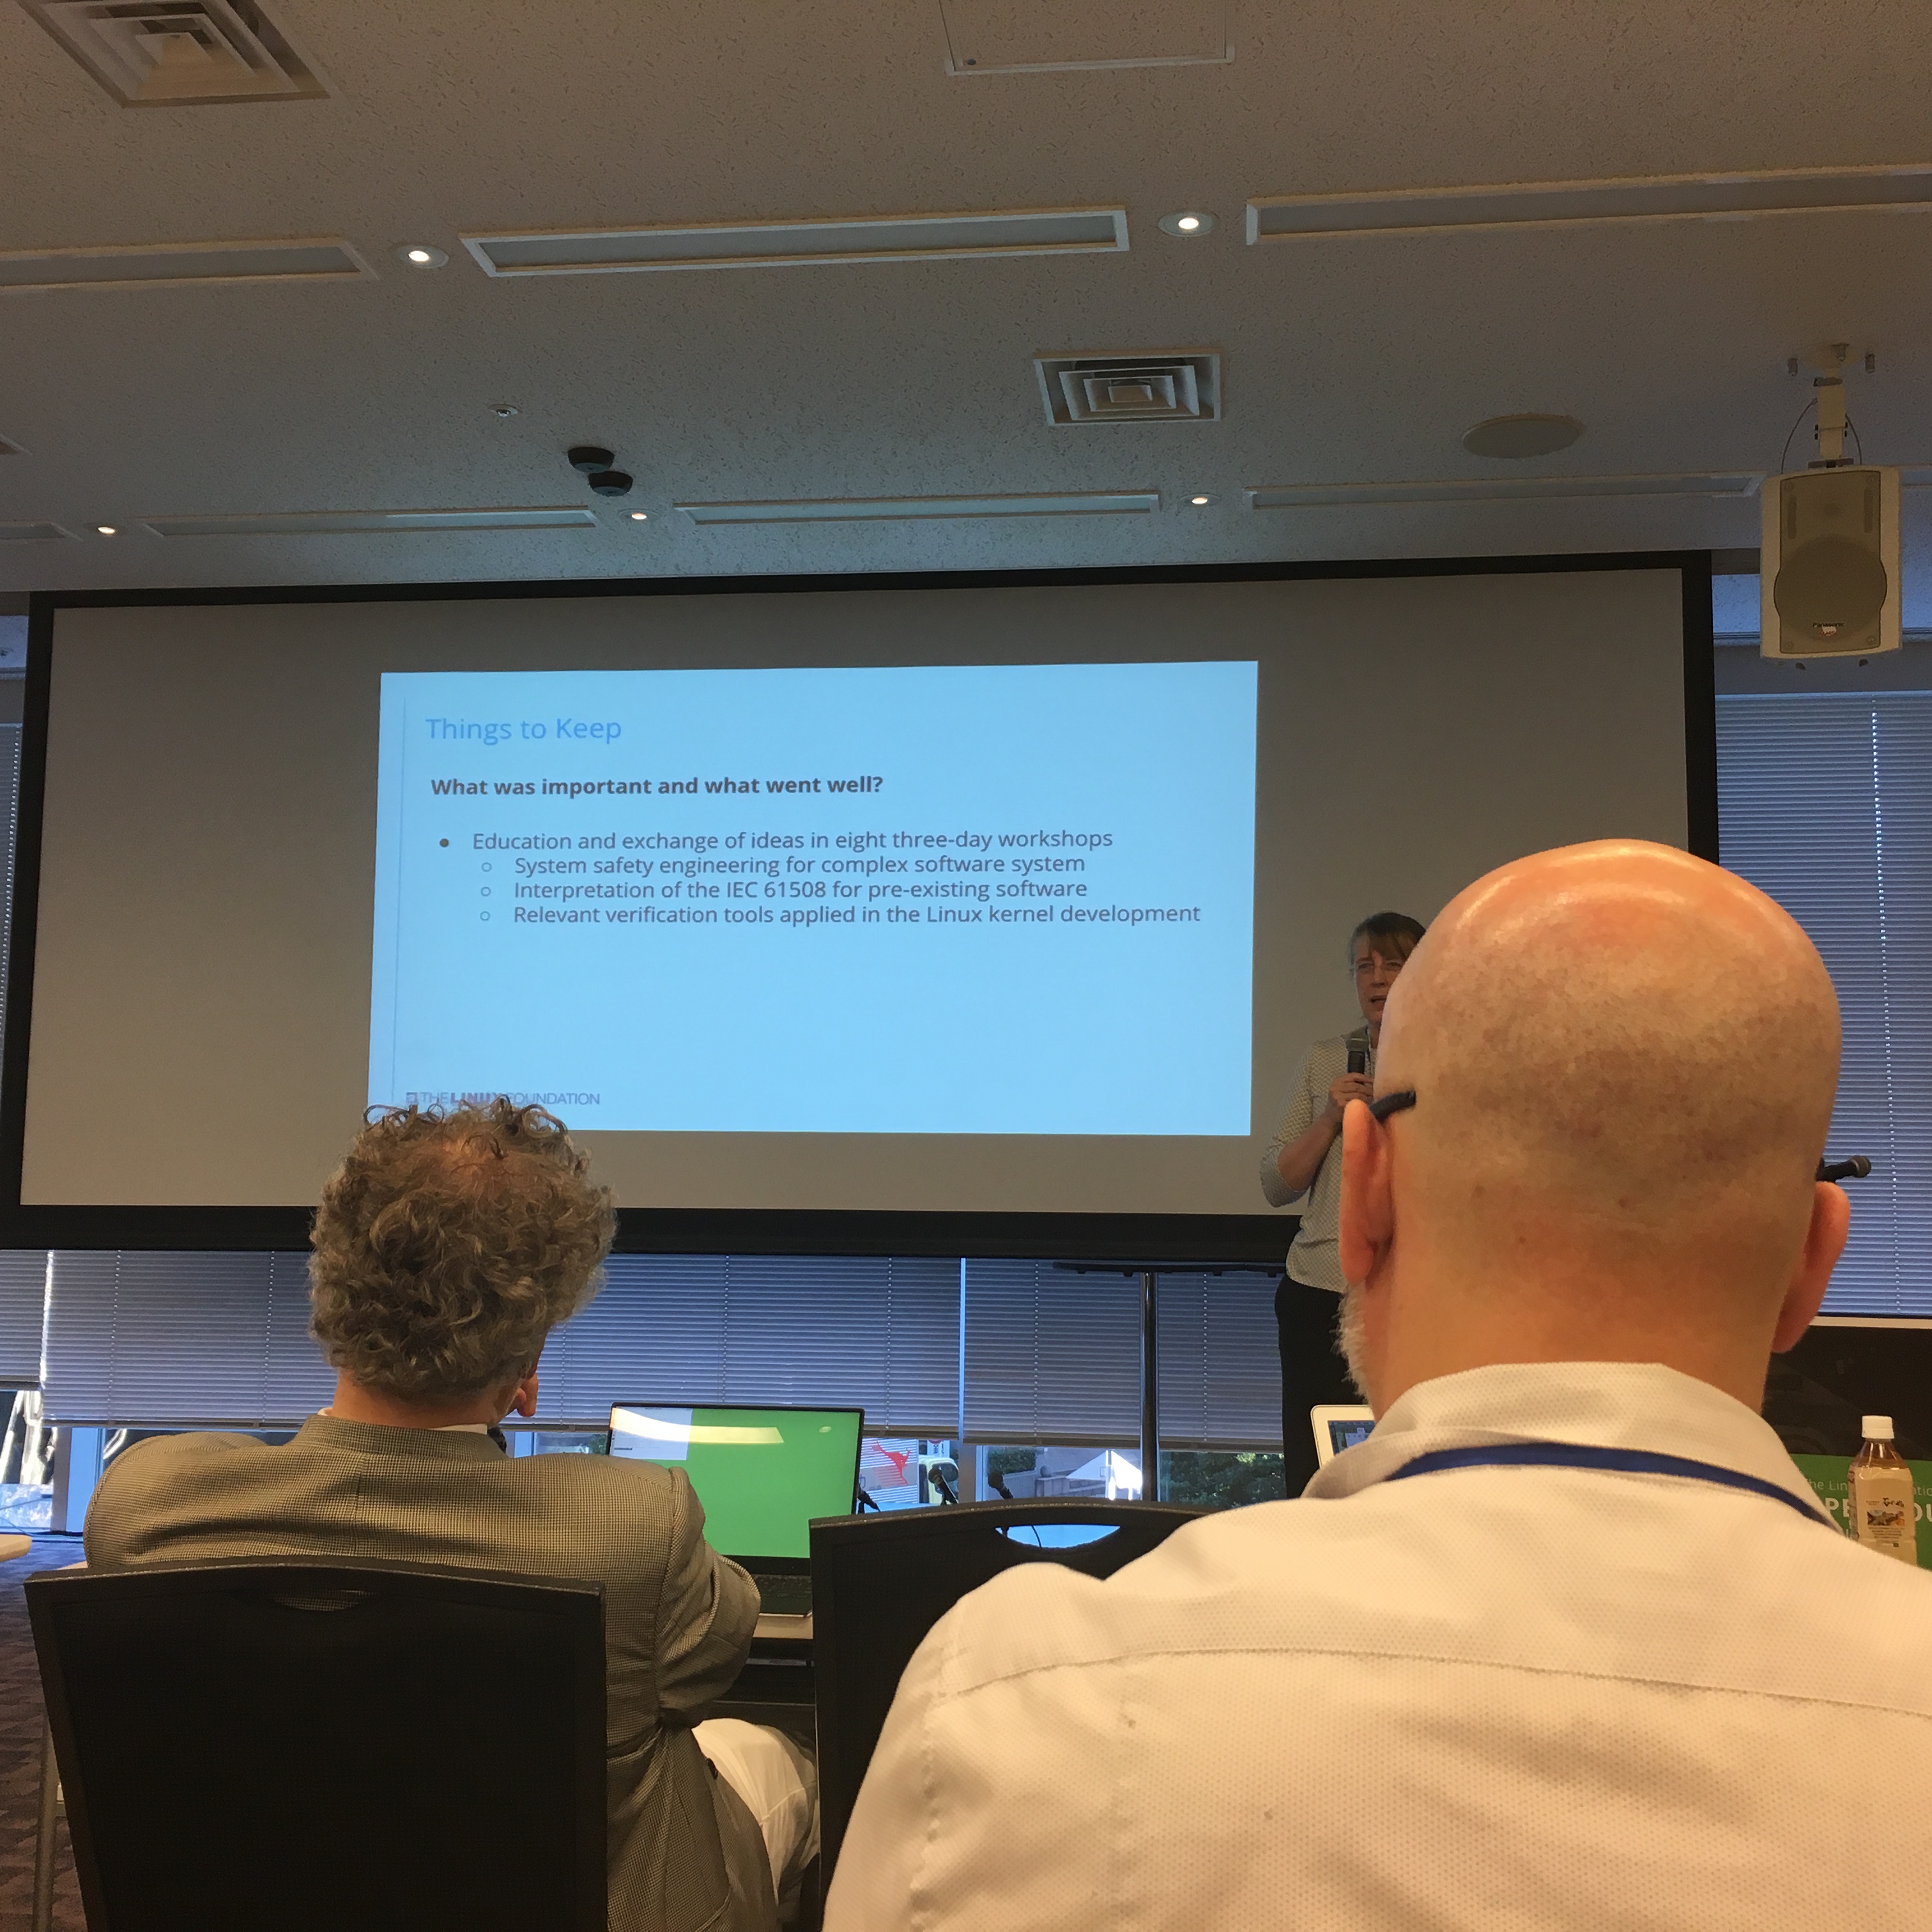 Things to Keep
What was important and what went well?
● Education and exchange of ideas in eight three-day workshops
○ System safety engineering for complex software system
○ Interpretation of the IEC 61508 for pre-existing software
○ Relevant verification tools applied in the Linux kernel development
THE LINUX FOUNDATION
Panasonic